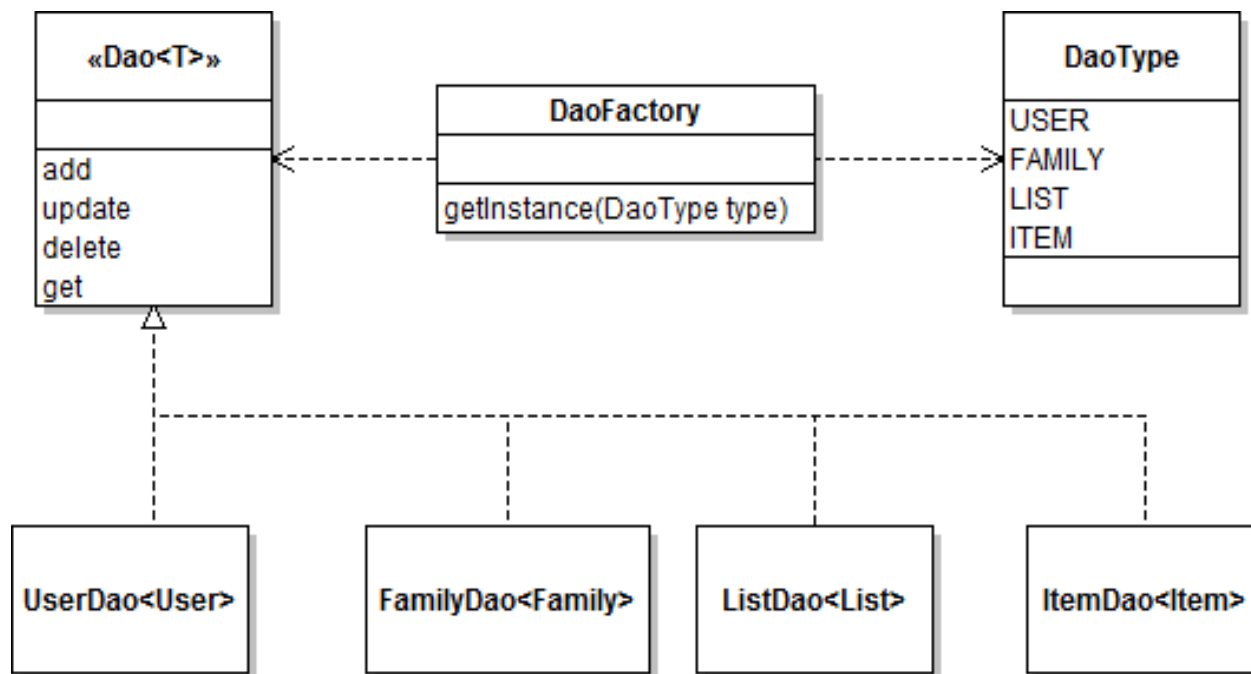 «Dao<T>»
add
update
delete
get
DaoFactory
getInstance(DaoType type)
DaoType
USER
FAMILY
LIST
ITEM
UserDao<User>
FamilyDao<Family>
ListDao<List>
ItemDao<Item>